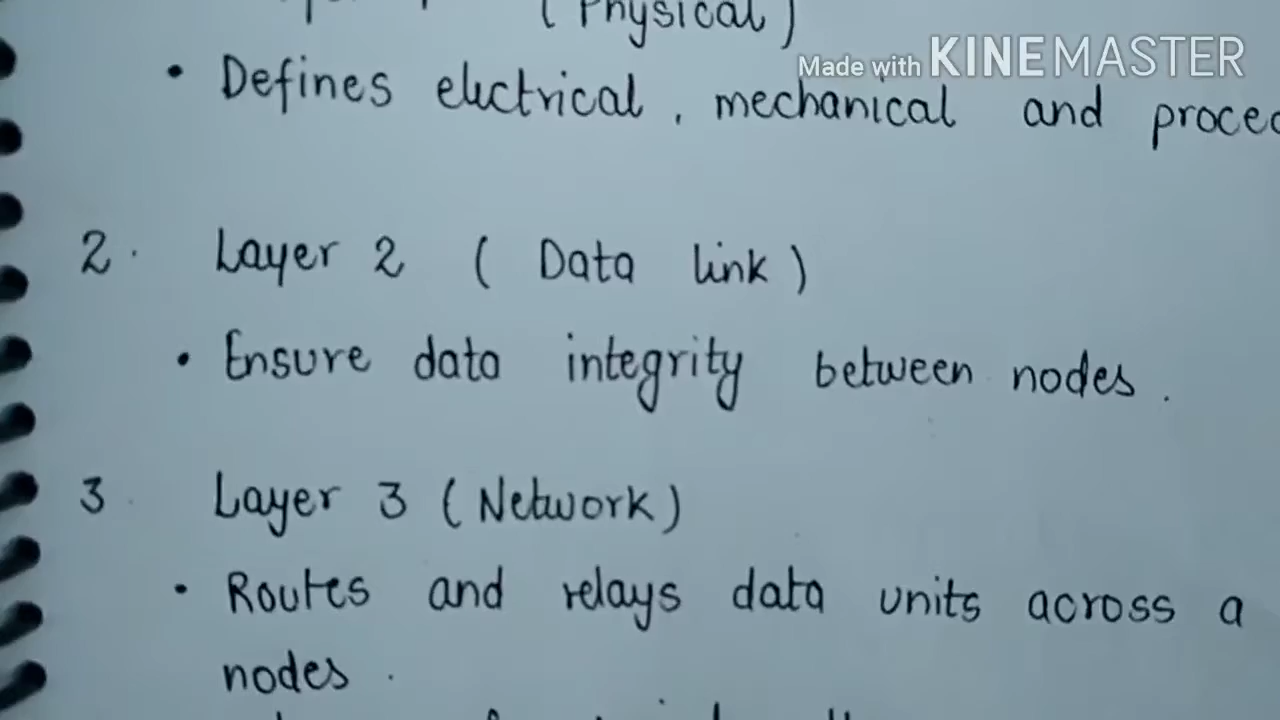 (Physical)
Made with KINEMASTER
• Defines electrical, mechanical and proced
2. Layer 2 ( Data link )
• Ensure data integrity between nodes.
3 Layer 3 (Network)
• Routes and relays data units across a
nodes.